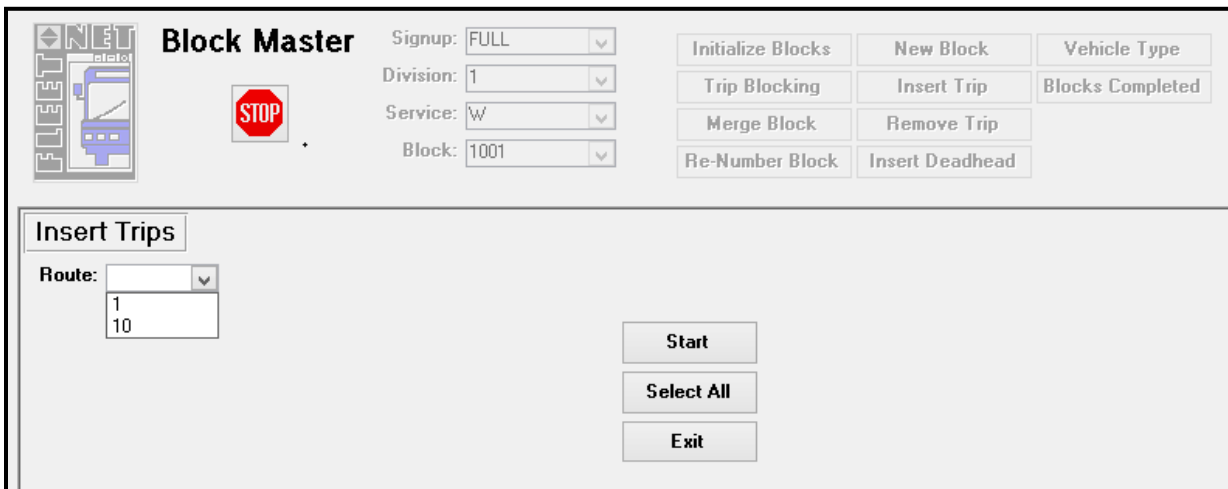 FLEET NET
Block Master
STOP
Signup: FULL
Division: 1
Service: W
Block: 1001
Initialize Blocks New Block Vehicle Type
Trip Blocking Insert Trip Blocks Completed
Merge Block Remove Trip
Re-Number Block Insert Deadhead
Insert Trips
Route:
1
10
Start
Select All
Exit